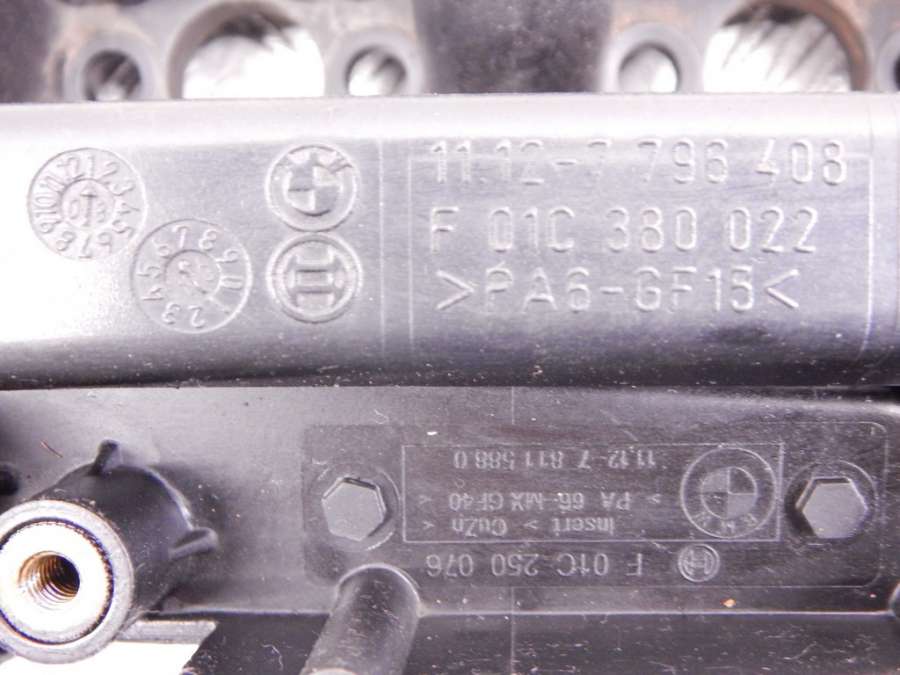 11.12-7 796 408
F 01C 380 022
>PA6-GF15<
F 01C 250 076
Insert > CuZn <
> PA 66-MX GF40 <
11.12-7 811 588 0
BMW